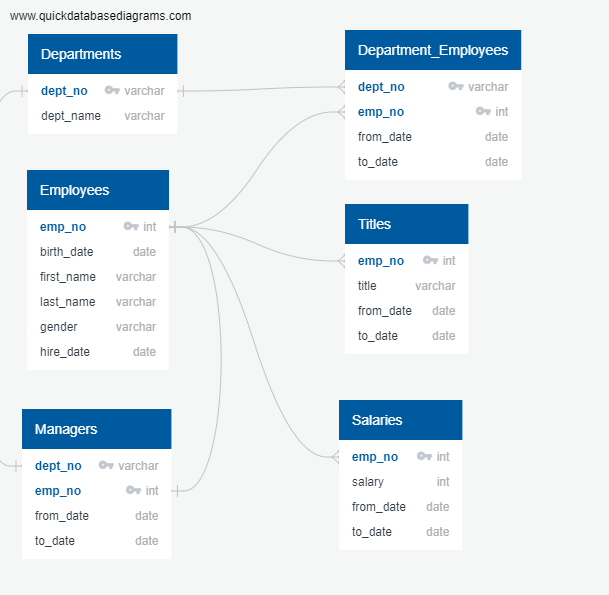 www.quickdatabasediagrams.com
Departments
dept_no varchar
dept_name varchar
Department_Employees
dept_no varchar
emp_no int
from_date date
to_date date
Employees
emp_no int
birth_date date
first_name varchar
last_name varchar
gender varchar
hire_date date
Titles
emp_no int
title varchar
from_date date
to_date date
Managers
dept_no varchar
emp_no int
from_date date
to_date date
Salaries
emp_no int
salary int
from_date date
to_date date